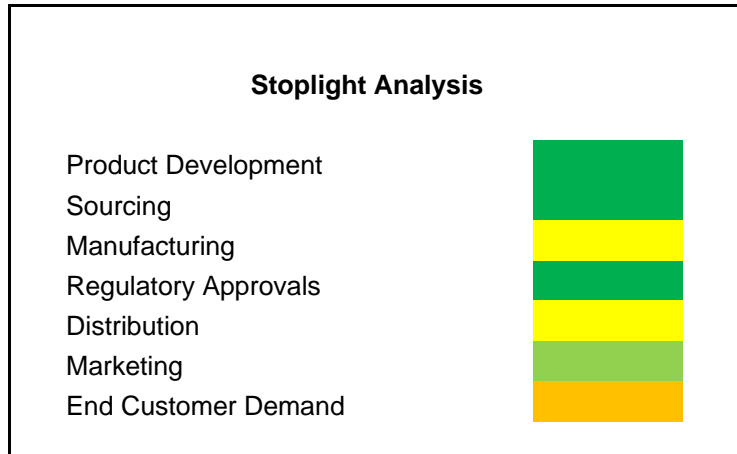 Stoplight Analysis
Product Development
Sourcing
Manufacturing
Regulatory Approvals
Distribution
Marketing
End Customer Demand